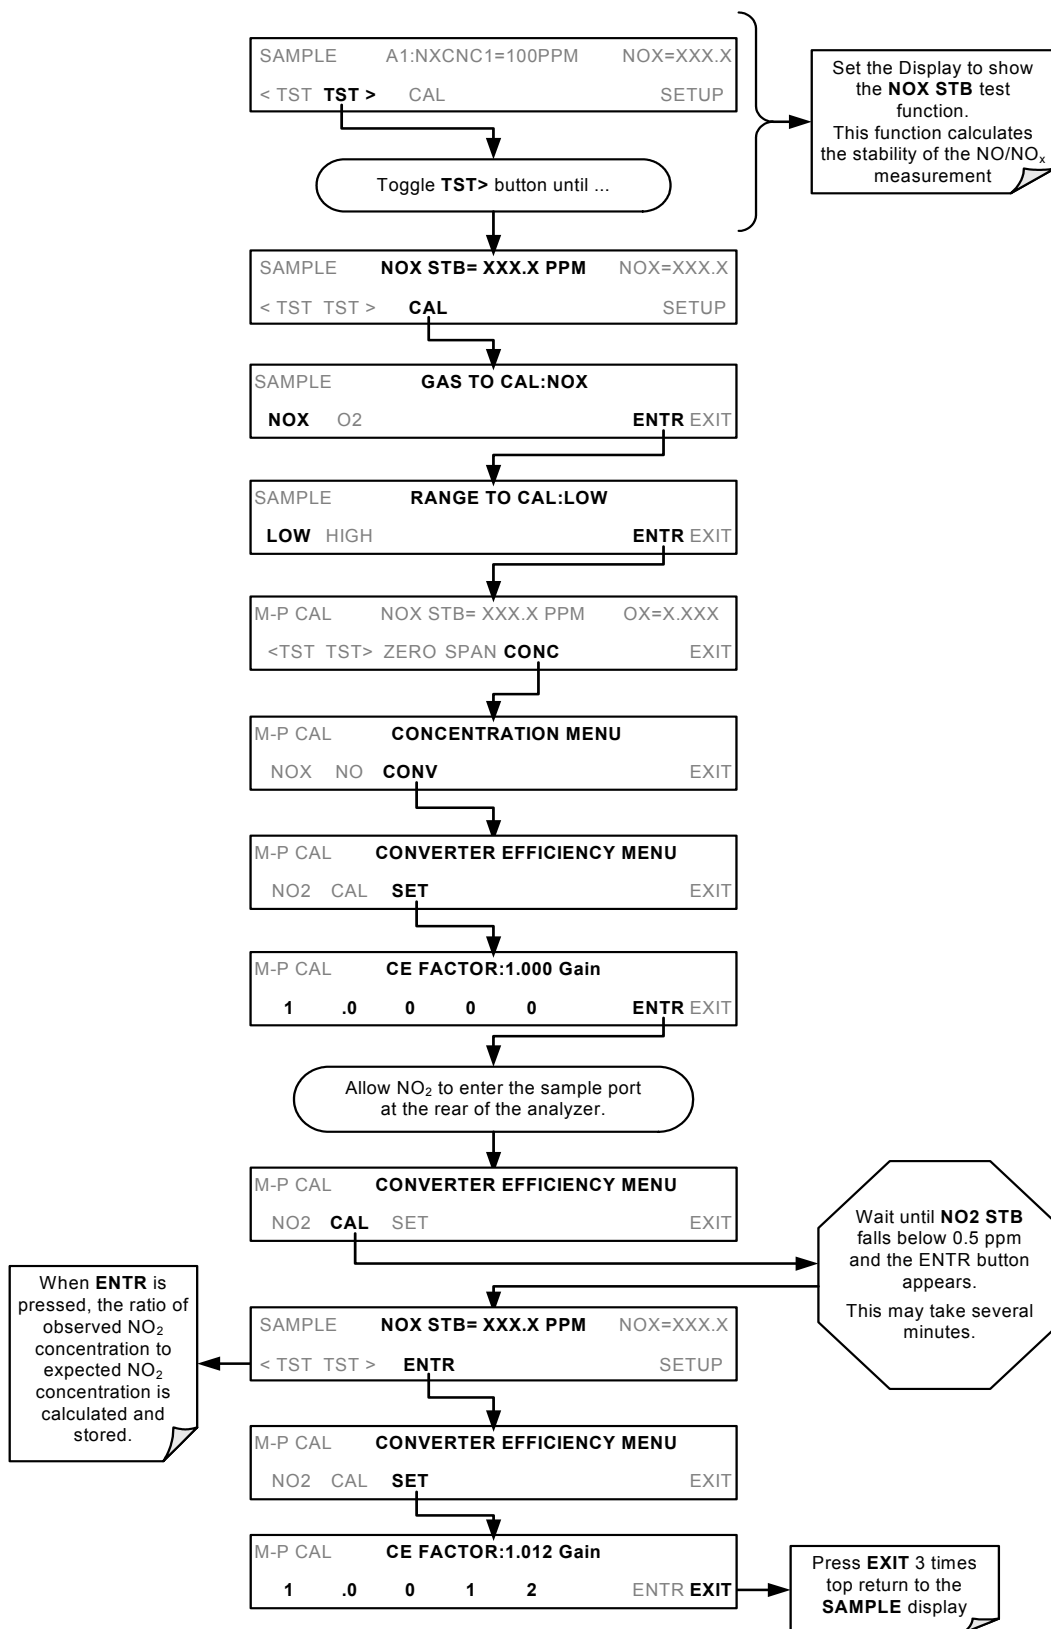 SAMPLE A1:NXCNC1=100PPM NOX=XXX.X
< TST TST > CAL SETUP
Set the Display to show
the NOX STB test
function.
This function calculates
the stability of the NO/NOx
measurement
Toggle TST> button until ...
SAMPLE NOX STB= XXX.X PPM NOX=XXX.X
< TST TST > CAL SETUP
SAMPLE GAS TO CAL:NOX
NOX O2 ENTR EXIT
SAMPLE RANGE TO CAL:LOW
LOW HIGH ENTR EXIT
M-P CAL NOX STB= XXX.X PPM OX=X.XXX
<TST TST> ZERO SPAN CONC EXIT
M-P CAL CONCENTRATION MENU
NOX NO CONV EXIT
M-P CAL CONVERTER EFFICIENCY MENU
NO2 CAL SET EXIT
M-P CAL CE FACTOR:1.000 Gain
1 .0 0 0 0 ENTR EXIT
Allow NO2 to enter the sample port
at the rear of the analyzer.
M-P CAL CONVERTER EFFICIENCY MENU
NO2 CAL SET EXIT
Wait until NO2 STB
falls below 0.5 ppm
and the ENTR button
appears.
This may take several
minutes.
When ENTR is
pressed, the ratio of
observed NO2
concentration to
expected NO2
concentration is
calculated and
stored.
SAMPLE NOX STB= XXX.X PPM NOX=XXX.X
< TST TST > ENTR SETUP
M-P CAL CONVERTER EFFICIENCY MENU
NO2 CAL SET EXIT
M-P CAL CE FACTOR:1.012 Gain
1 .0 0 1 2 ENTR EXIT
Press EXIT 3 times
top return to the
SAMPLE display